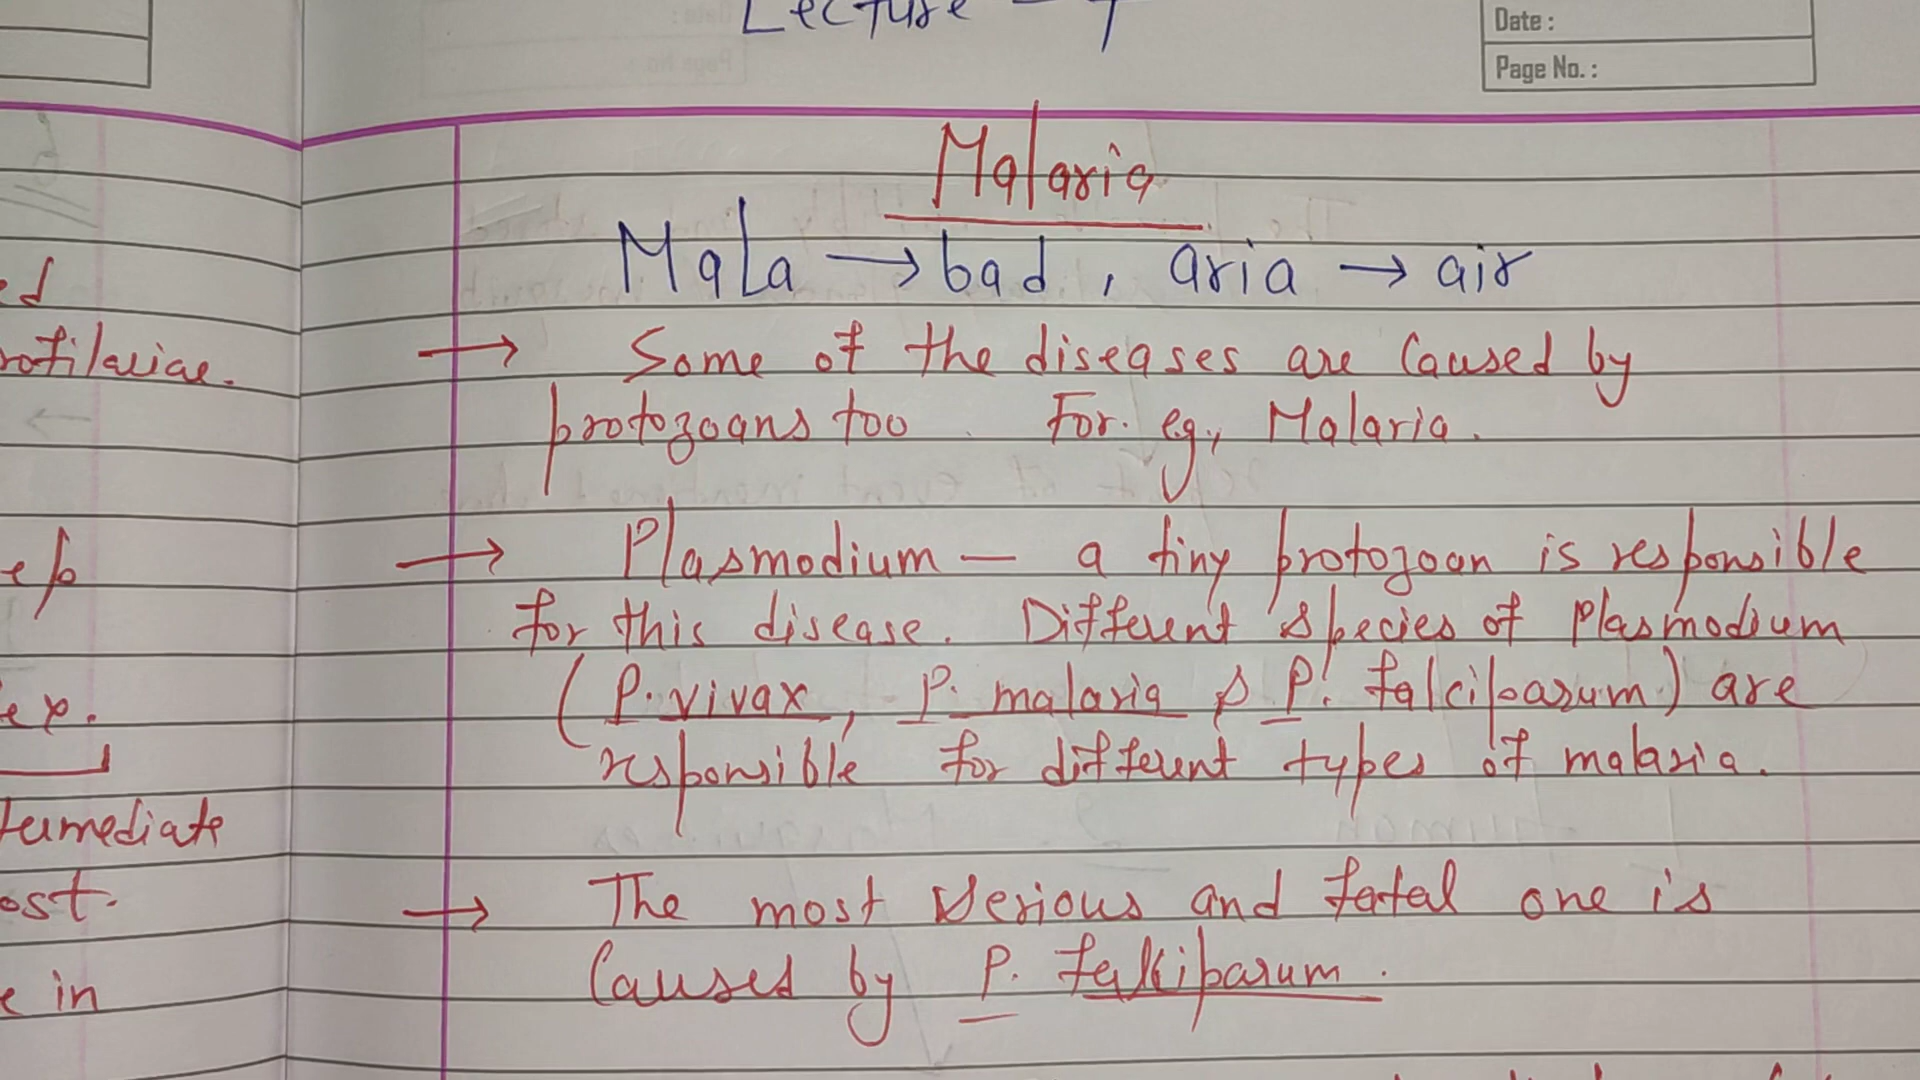 Lecture -
Date :
Page No. :
Malaria
Mala → bad , aria → air
→ Some of the diseases are Caused by
protozoans too. For. eg., Malaria.
→ Plasmodium — a tiny protozoan is responsible
for this disease. Different species of Plasmodium
(P. vivax, P. malaria & P. falciparum) are
responsible for different types of malaria.
→ The most serious and fatal one is
Caused by P. falciparum.
ed
rofilariae.
ep
ex.
termediate
ost.
e in